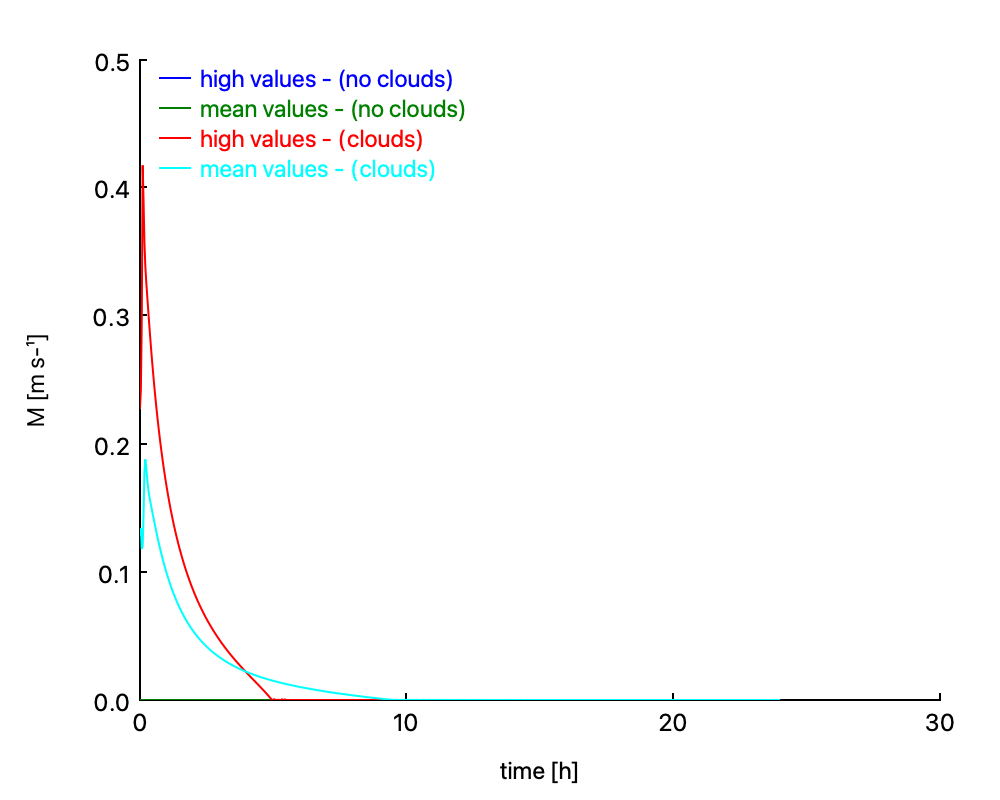 0.5
high values - (no clouds)
mean values - (no clouds)
high values - (clouds)
mean values - (clouds)
0.4
0.3
M [m s-¹]
0.2
0.1
0.0
0 10 20 30
time [h]